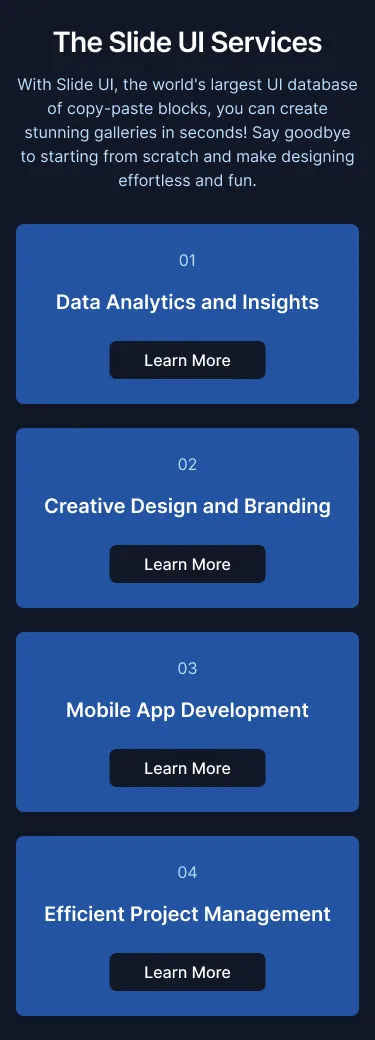 The Slide UI Services
With Slide UI, the world's largest UI database
of copy-paste blocks, you can create
stunning galleries in seconds! Say goodbye
to starting from scratch and make designing
effortless and fun.
01
Data Analytics and Insights
Learn More
02
Creative Design and Branding
Learn More
03
Mobile App Development
Learn More
04
Efficient Project Management
Learn More